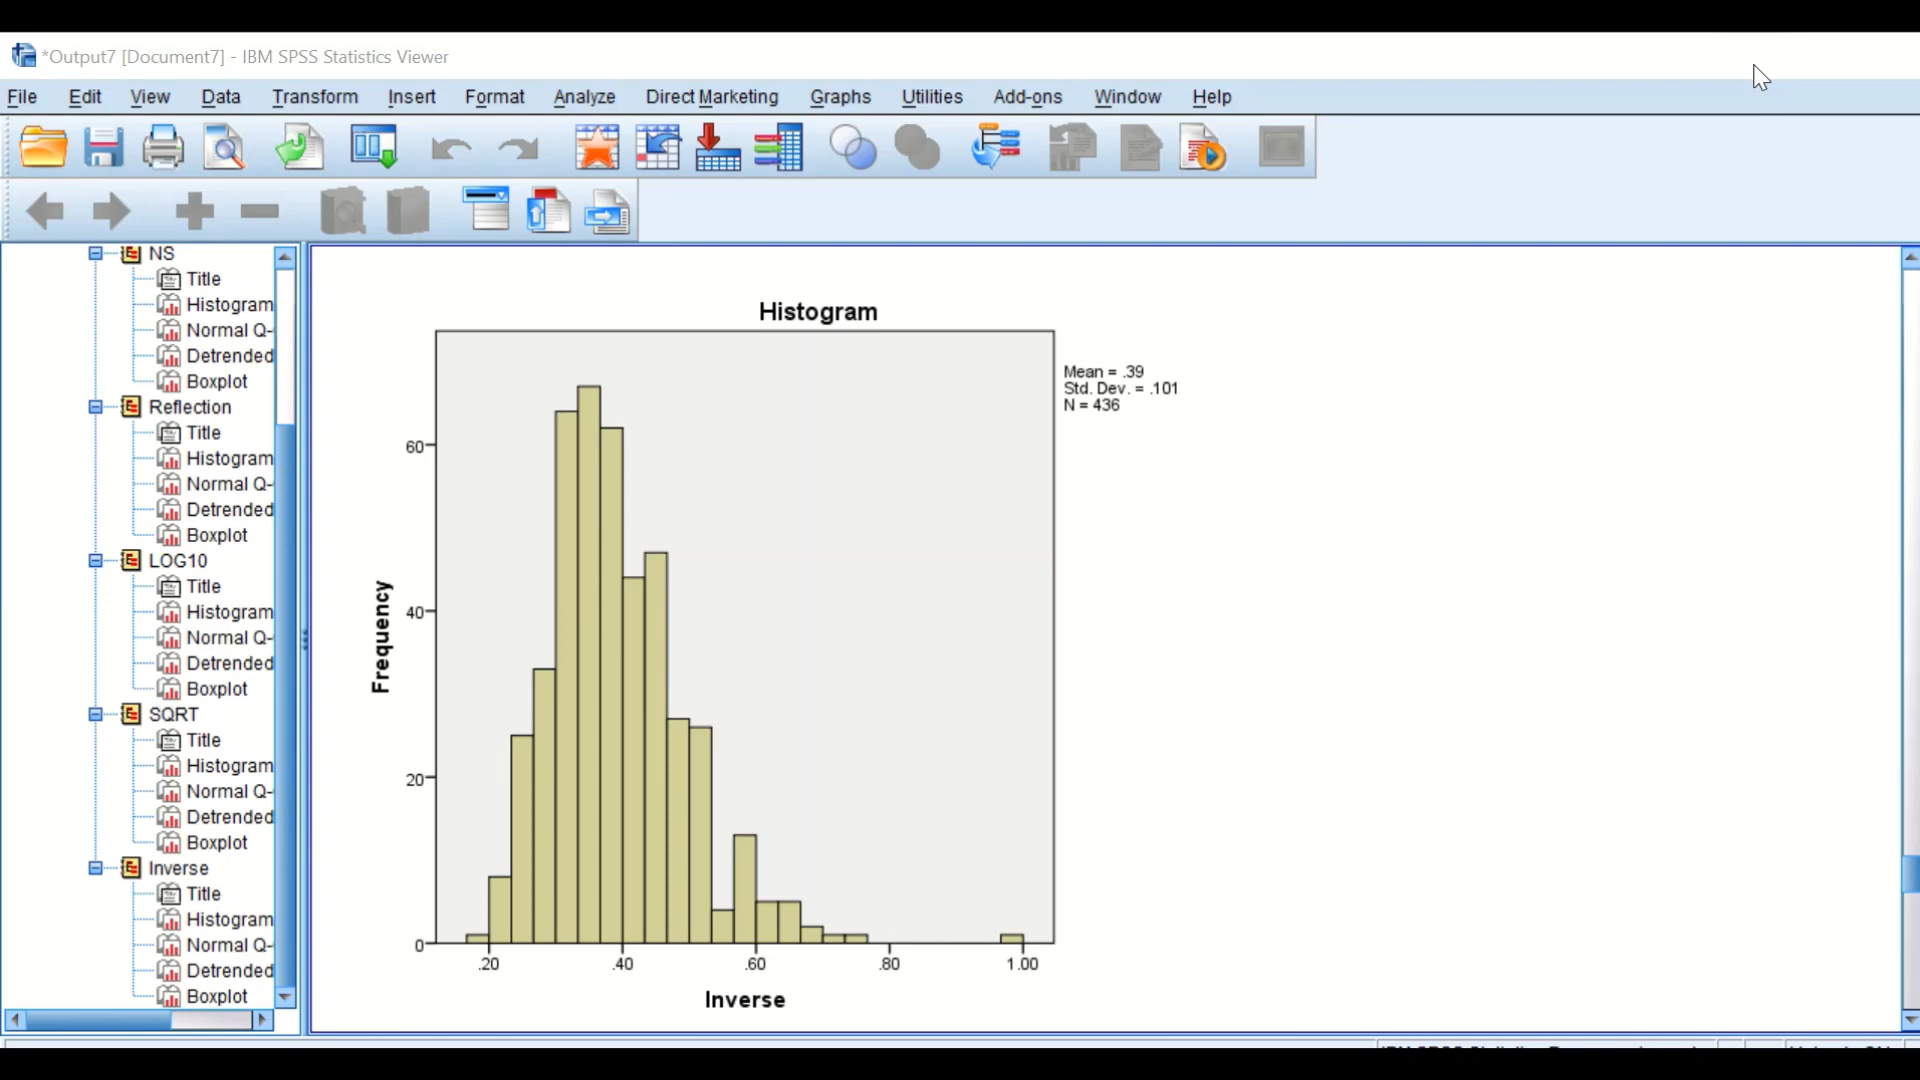 *Output7 [Document7] - IBM SPSS Statistics Viewer
File Edit View Data Transform Insert Format Analyze Direct Marketing Graphs Utilities Add-ons Window Help
NS
Title
Histogram
Normal Q-
Detrended
Boxplot
Reflection
Title
Histogram
Normal Q-
Detrended
Boxplot
LOG10
Title
Histogram
Normal Q-
Detrended
Boxplot
SQRT
Title
Histogram
Normal Q-
Detrended
Boxplot
Inverse
Title
Histogram
Normal Q-
Detrended
Boxplot
Histogram
Mean = .39
Std. Dev. = .101
N = 436
Frequency
60
40
20
0
.20 .40 .60 .80 1.00
Inverse